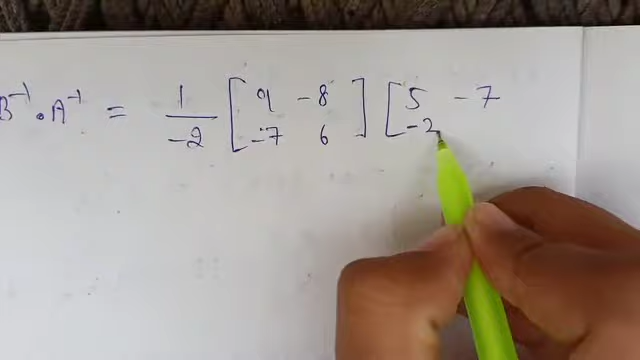 B⁻¹ . A⁻¹ = 1/-2 [ 9 -8 ] [ 5 -7
-7 6 -2